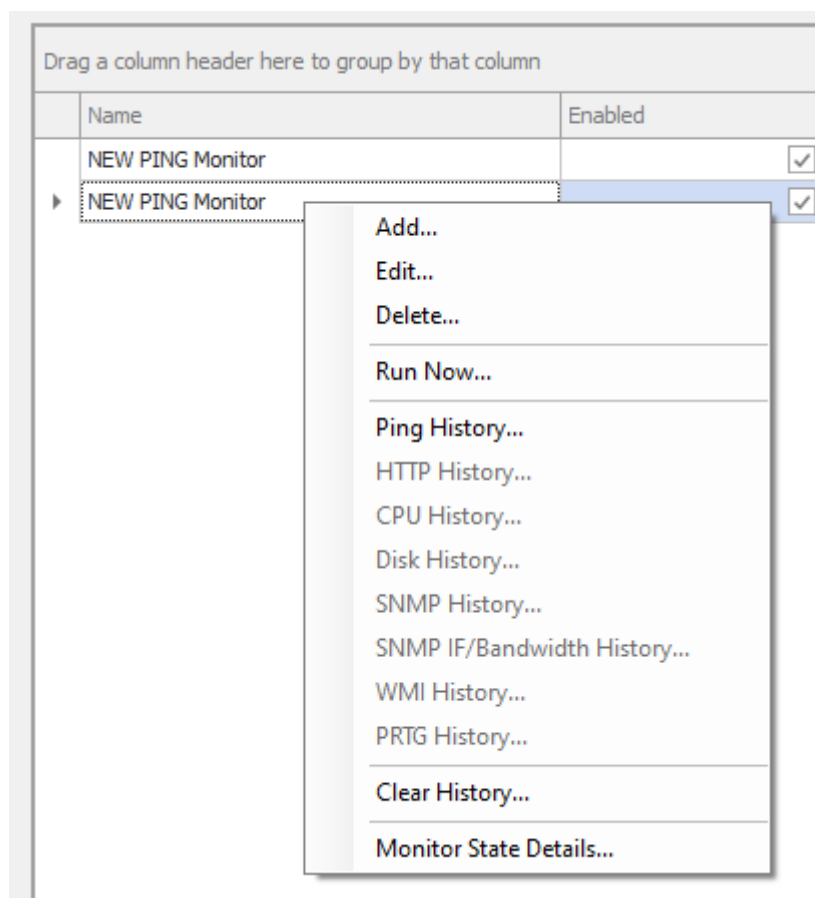 Drag a column header here to group by that column
Name Enabled
NEW PING Monitor
NEW PING Monitor
Add...
Edit...
Delete...
Run Now...
Ping History...
HTTP History...
CPU History...
Disk History...
SNMP History...
SNMP IF/Bandwidth History...
WMI History...
PRTG History...
Clear History...
Monitor State Details...